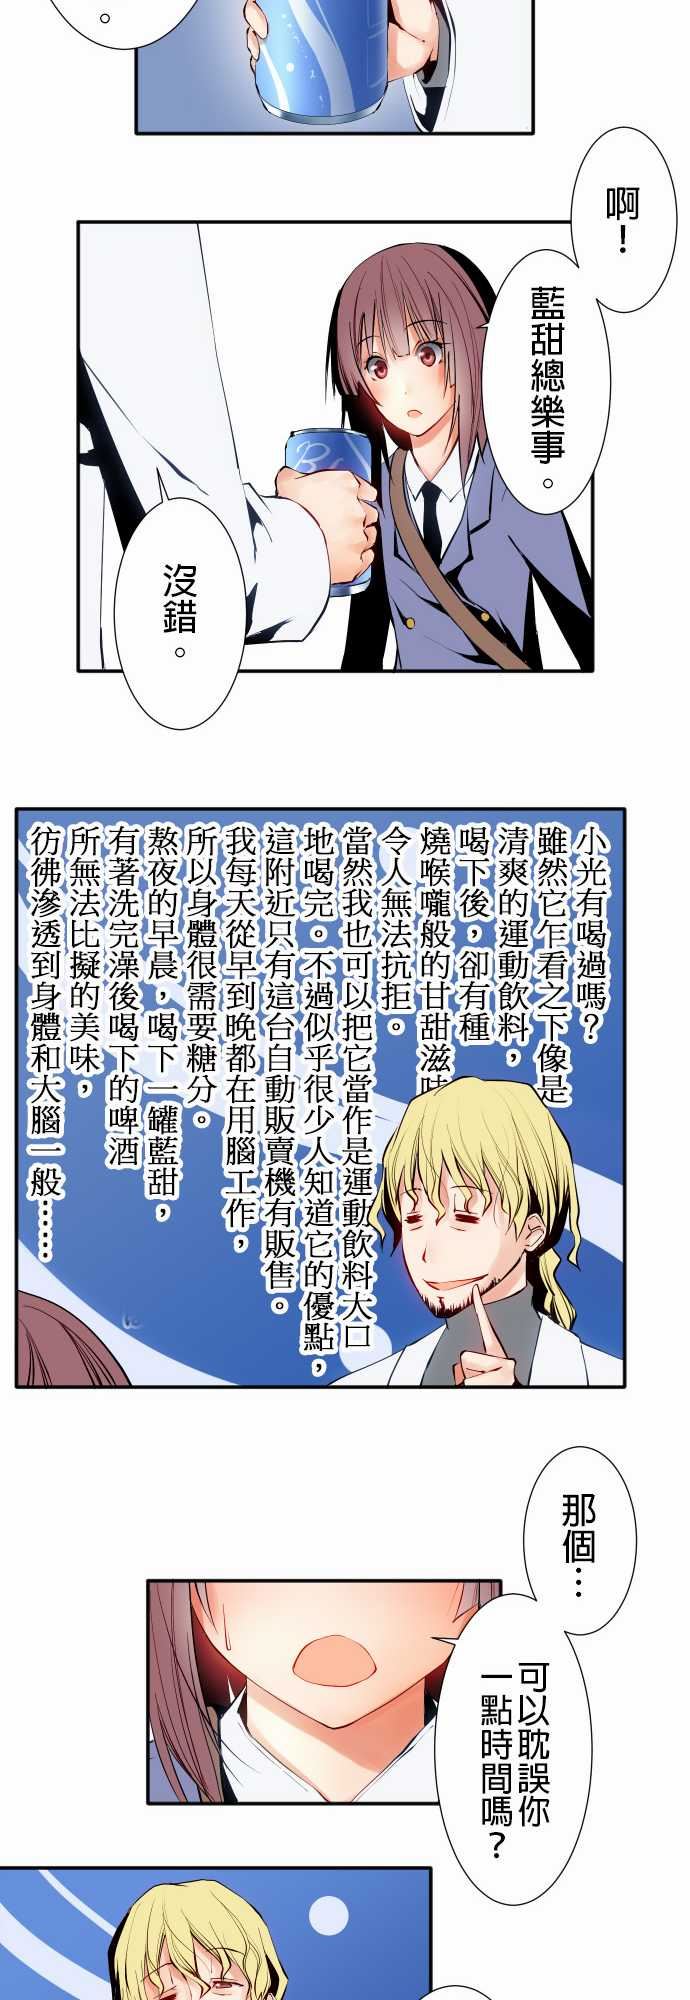 。
啊！
藍甜總樂事。
沒錯。
小光有喝過嗎？
雖然它乍看之下像是
清爽的運動飲料，
喝下後，卻有種
燒喉嚨般的甘甜滋味
令人無法抗拒。
當然我也可以把它當作是運動飲料大口
地喝完。不過似乎很少人知道它的優點，
這附近只有這台自動販賣機有販售。
我每天從早到晚都在用腦工作，
所以身體很需要糖分。
熬夜的早晨，喝下一罐藍甜，
有著洗完澡後喝下的啤酒
所無法比擬的美味，
彷彿滲透到身體和大腦一般……
那個…
可以耽誤你
一點時間嗎？